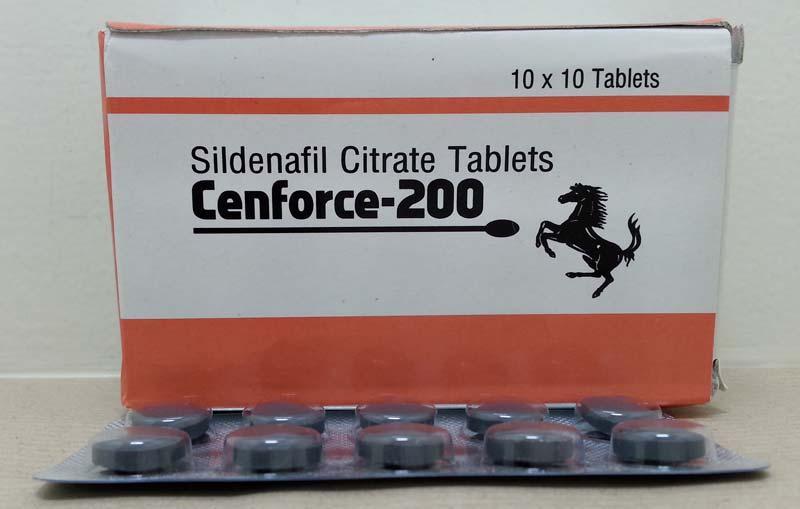 10 x 10 Tablets
Sildenafil Citrate Tablets
Cenforce-200